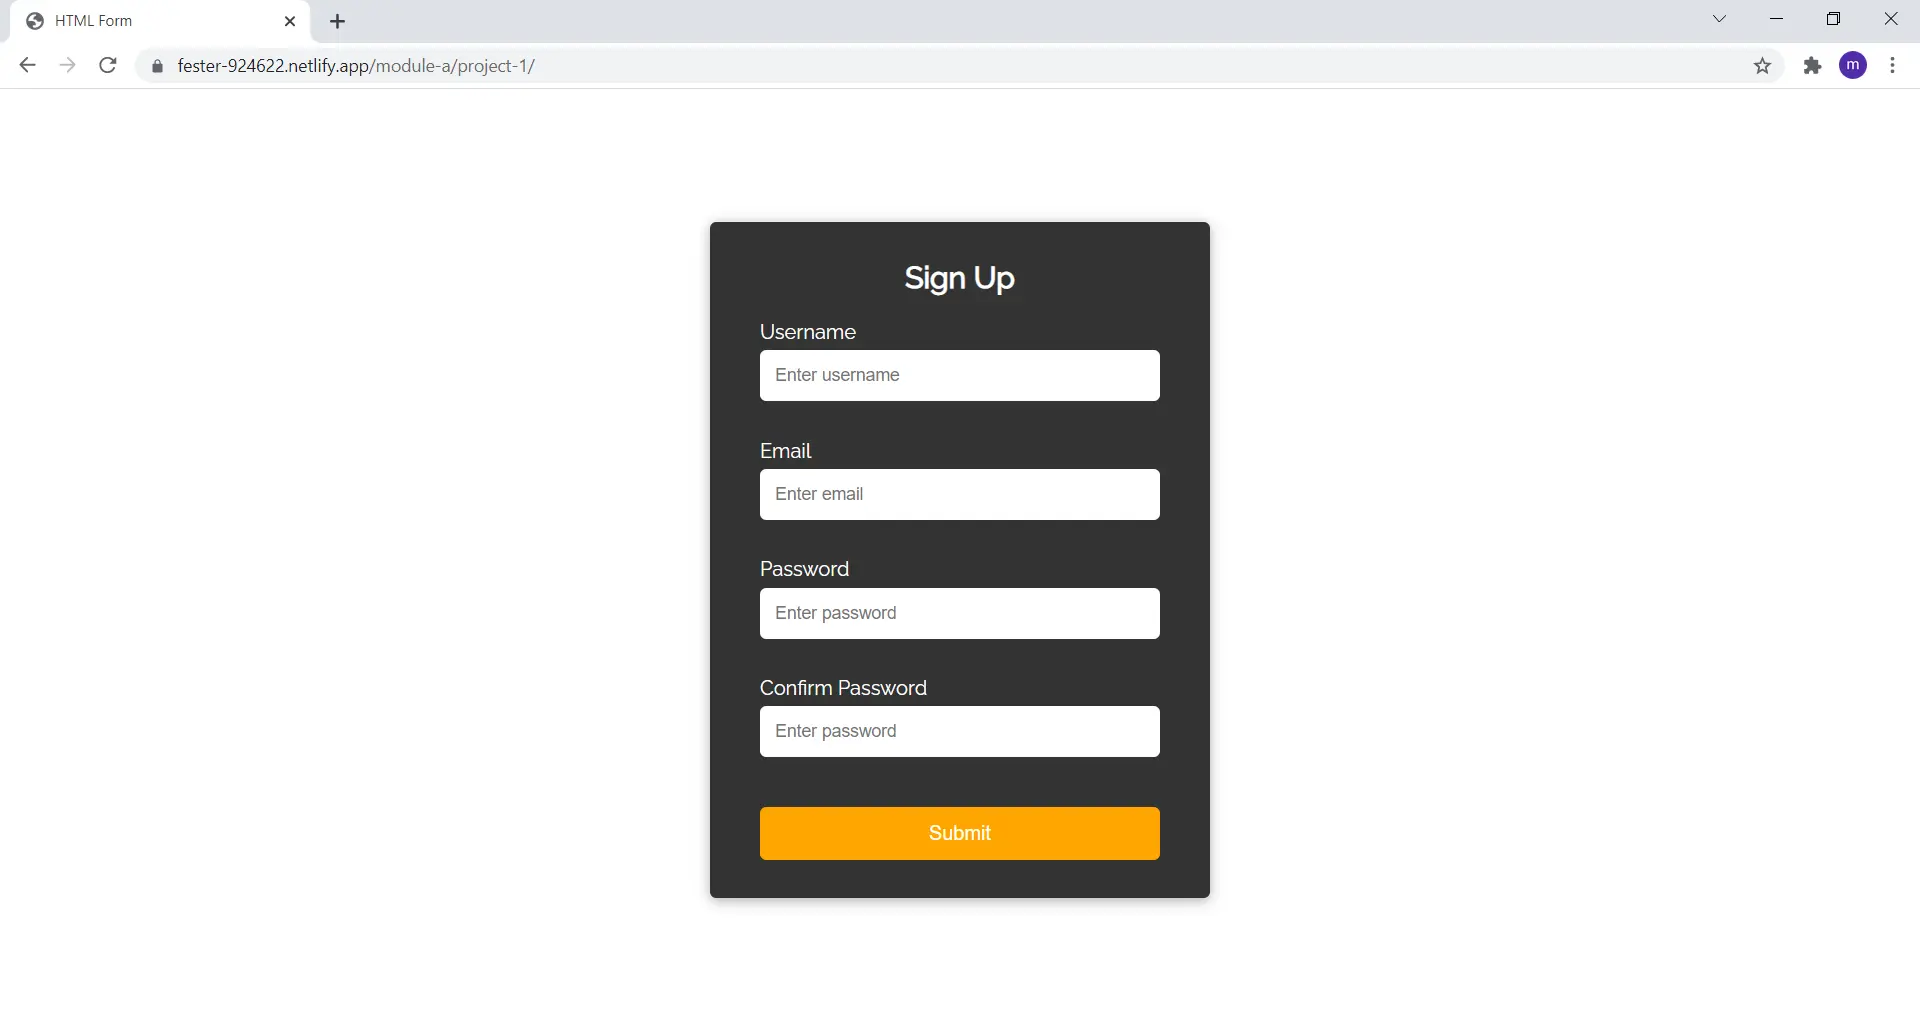 HTML Form
fester-924622.netlify.app/module-a/project-1/
m
Sign Up
Username
Enter username
Email
Enter email
Password
Enter password
Confirm Password
Enter password
Submit